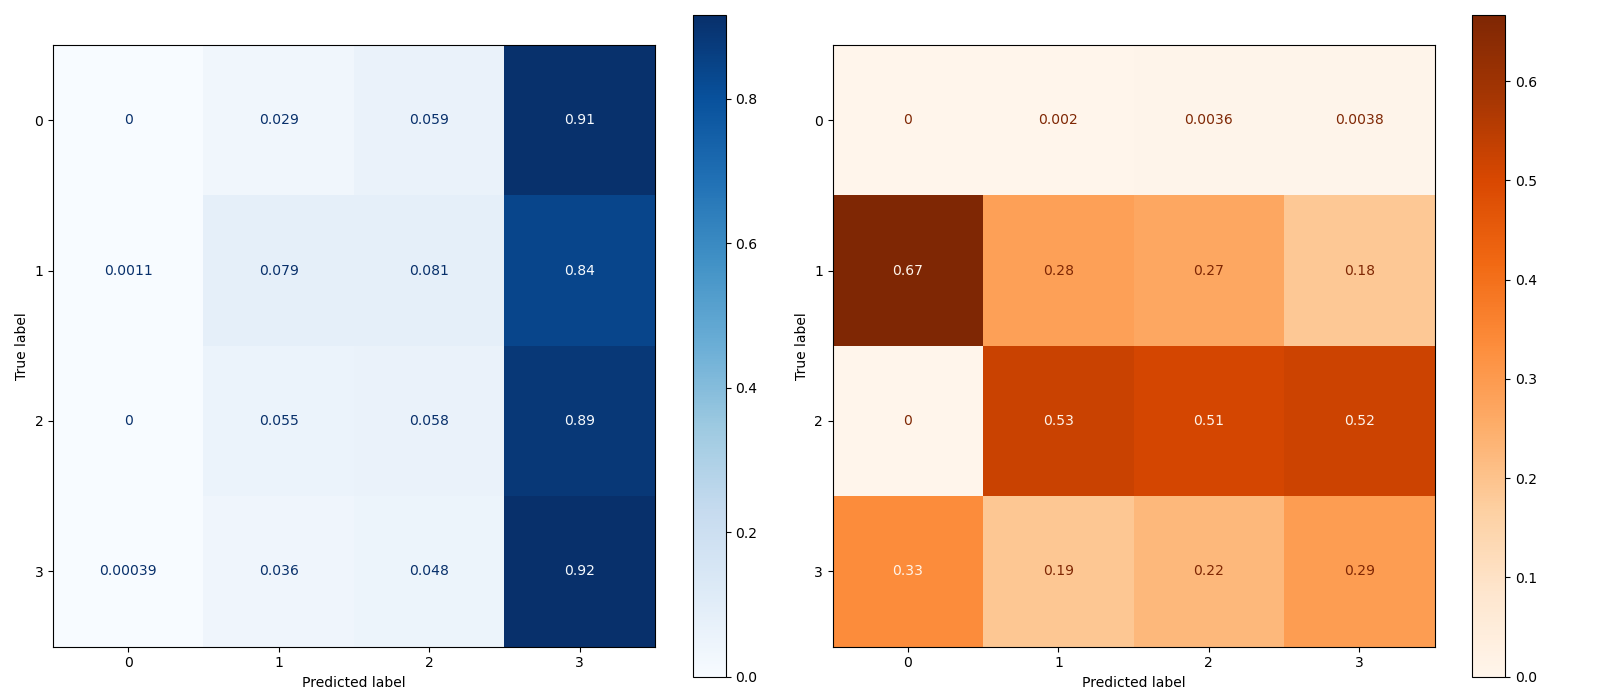 0 0 0.029 0.059 0.91
1 0.0011 0.079 0.081 0.84
2 0 0.055 0.058 0.89
3 0.00039 0.036 0.048 0.92
0 1 2 3
True label
Predicted label
0.8
0.6
0.4
0.2
0.0
0 0 0.002 0.0036 0.0038
1 0.67 0.28 0.27 0.18
2 0 0.53 0.51 0.52
3 0.33 0.19 0.22 0.29
0 1 2 3
True label
Predicted label
0.6
0.5
0.4
0.3
0.2
0.1
0.0